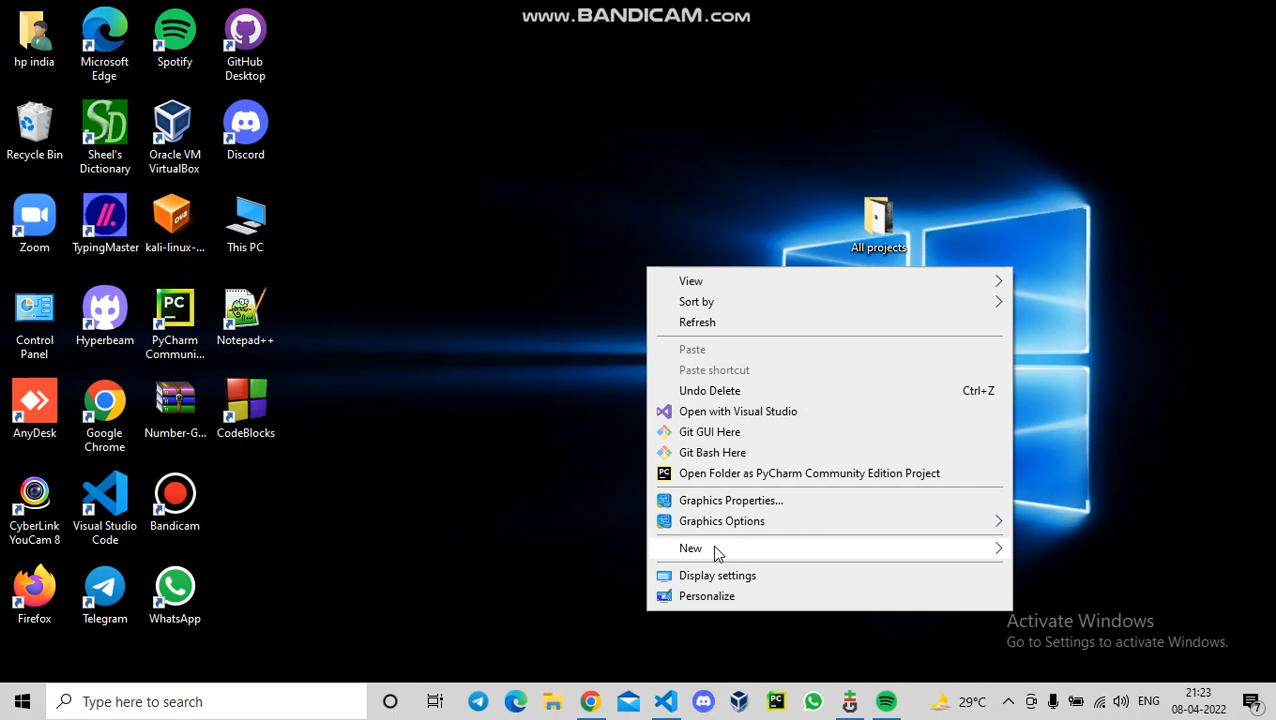 www.BANDICAM.com
hp india
Microsoft
Edge
Spotify
GitHub
Desktop
Recycle Bin
Sheel's
Dictionary
Oracle VM
VirtualBox
Discord
Zoom
TypingMaster
kali-linux-...
This PC
Control
Panel
Hyperbeam
PyCharm
Communi...
Notepad++
AnyDesk
Google
Chrome
Number-G...
CodeBlocks
CyberLink
YouCam 8
Visual Studio
Code
Bandicam
Firefox
Telegram
WhatsApp
All projects
View
Sort by
Refresh
Paste
Paste shortcut
Undo Delete Ctrl+Z
Open with Visual Studio
Git GUI Here
Git Bash Here
Open Folder as PyCharm Community Edition Project
Graphics Properties...
Graphics Options
New
Display settings
Personalize
Activate Windows
Go to Settings to activate Windows.
Type here to search
29°C
ENG
21:23
08-04-2022
7